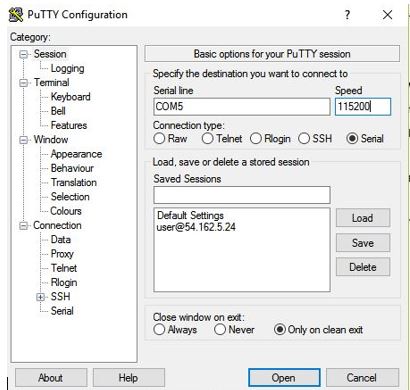 PuTTY Configuration
? ×
Category:
Session
Logging
Terminal
Keyboard
Bell
Features
Window
Appearance
Behaviour
Translation
Selection
Colours
Connection
Data
Proxy
Telnet
Rlogin
SSH
Serial
Basic options for your PuTTY session
Specify the destination you want to connect to
Serial line Speed
COM5 115200
Connection type:
Raw Telnet Rlogin SSH Serial
Load, save or delete a stored session
Saved Sessions
Default Settings
user@54.162.5.24
Load
Save
Delete
Close window on exit:
Always Never Only on clean exit
About Help Open Cancel